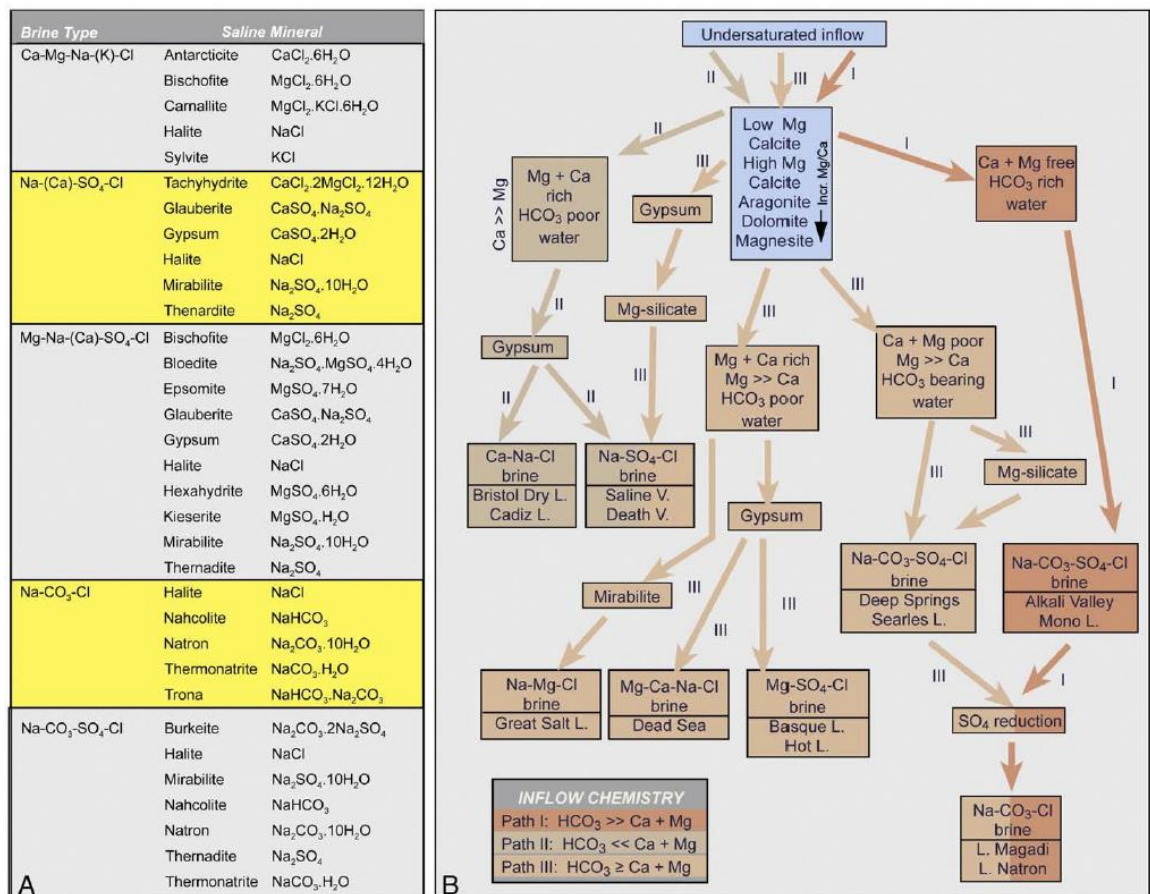 Brine Type Saline Mineral
Ca-Mg-Na-(K)-Cl Antarcticite CaCl₂.6H₂O
Bischofite MgCl₂.6H₂O
Carnallite MgCl₂.KCl.6H₂O
Halite NaCl
Sylvite KCl
Na-(Ca)-SO₄-Cl Tachyhydrite CaCl₂.2MgCl₂.12H₂O
Glauberite CaSO₄.Na₂SO₄
Gypsum CaSO₄.2H₂O
Halite NaCl
Mirabilite Na₂SO₄.10H₂O
Thenardite Na₂SO₄
Mg-Na-(Ca)-SO₄-Cl Bischofite MgCl₂.6H₂O
Bloedite Na₂SO₄.MgSO₄.4H₂O
Epsomite MgSO₄.7H₂O
Glauberite CaSO₄.Na₂SO₄
Gypsum CaSO₄.2H₂O
Halite NaCl
Hexahydrite MgSO₄.6H₂O
Kieserite MgSO₄.H₂O
Mirabilite Na₂SO₄.10H₂O
Thernadite Na₂SO₄
Na-CO₃-Cl Halite NaCl
Nahcolite NaHCO₃
Natron Na₂CO₃.10H₂O
Thermonatrite NaCO₃.H₂O
Trona NaHCO₃.Na₂CO₃
Na-CO₃-SO₄-Cl Burkeite Na₂CO₃.2Na₂SO₄
Halite NaCl
Mirabilite Na₂SO₄.10H₂O
Nahcolite NaHCO₃
Natron Na₂CO₃.10H₂O
Thernadite Na₂SO₄
Thermonatrite NaCO₃.H₂O
A
Undersaturated inflow
II III I
Low Mg
Calcite
High Mg
Calcite
Aragonite
Dolomite
Magnesite
Incr. Mg/Ca
II
III
I
Ca >> Mg
Mg + Ca
rich
HCO₃ poor
water
Gypsum
Ca + Mg free
HCO₃ rich
water
II
Mg-silicate
III
III
Gypsum
III
Mg + Ca rich
Mg >> Ca
HCO₃ poor
water
Ca + Mg poor
Mg >> Ca
HCO₃ bearing
water
I
II
II
Ca-Na-Cl
brine
Bristol Dry L.
Cadiz L.
Na-SO₄-Cl
brine
Saline V.
Death V.
III
III
Mg-silicate
Gypsum
Mirabilite
III
III
III
Na-CO₃-SO₄-Cl
brine
Deep Springs
Searles L.
Na-CO₃-SO₄-Cl
brine
Alkali Valley
Mono L.
Na-Mg-Cl
brine
Great Salt L.
Mg-Ca-Na-Cl
brine
Dead Sea
Mg-SO₄-Cl
brine
Basque L.
Hot L.
III
I
SO₄ reduction
Na-CO₃-Cl
brine
L. Magadi
L. Natron
INFLOW CHEMISTRY
Path I: HCO₃ >> Ca + Mg
Path II: HCO₃ << Ca + Mg
Path III: HCO₃ ≥ Ca + Mg
B